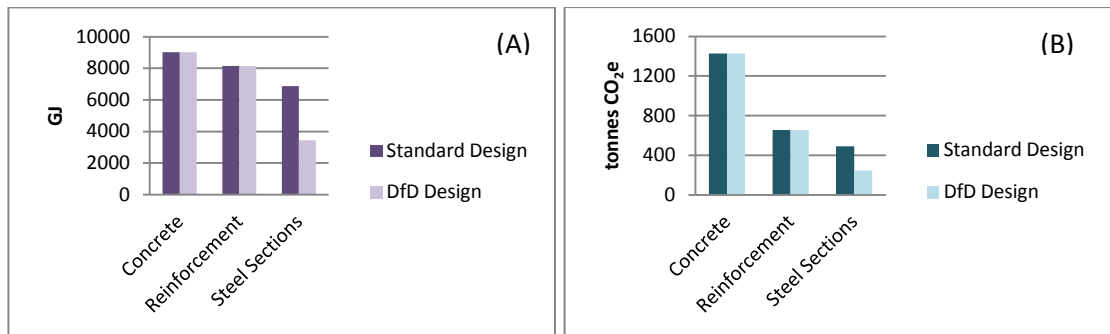 (A)
GJ
10000
8000
6000
4000
2000
0
Concrete
Reinforcement
Steel Sections
Standard Design
DfD Design
(B)
tonnes CO₂e
1600
1200
800
400
0
Concrete
Reinforcement
Steel Sections
Standard Design
DfD Design